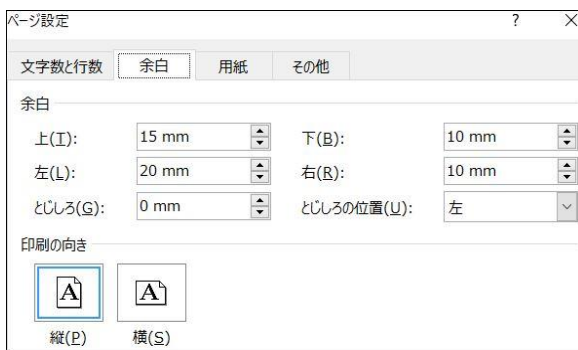 ページ設定 ? ×
文字数と行数 余白 用紙 その他
余白
上(T): 15 mm 下(B): 10 mm
左(L): 20 mm 右(R): 10 mm
とじしろ(G): 0 mm とじしろの位置(U): 左
印刷の向き
A A
縦(P) 横(S)